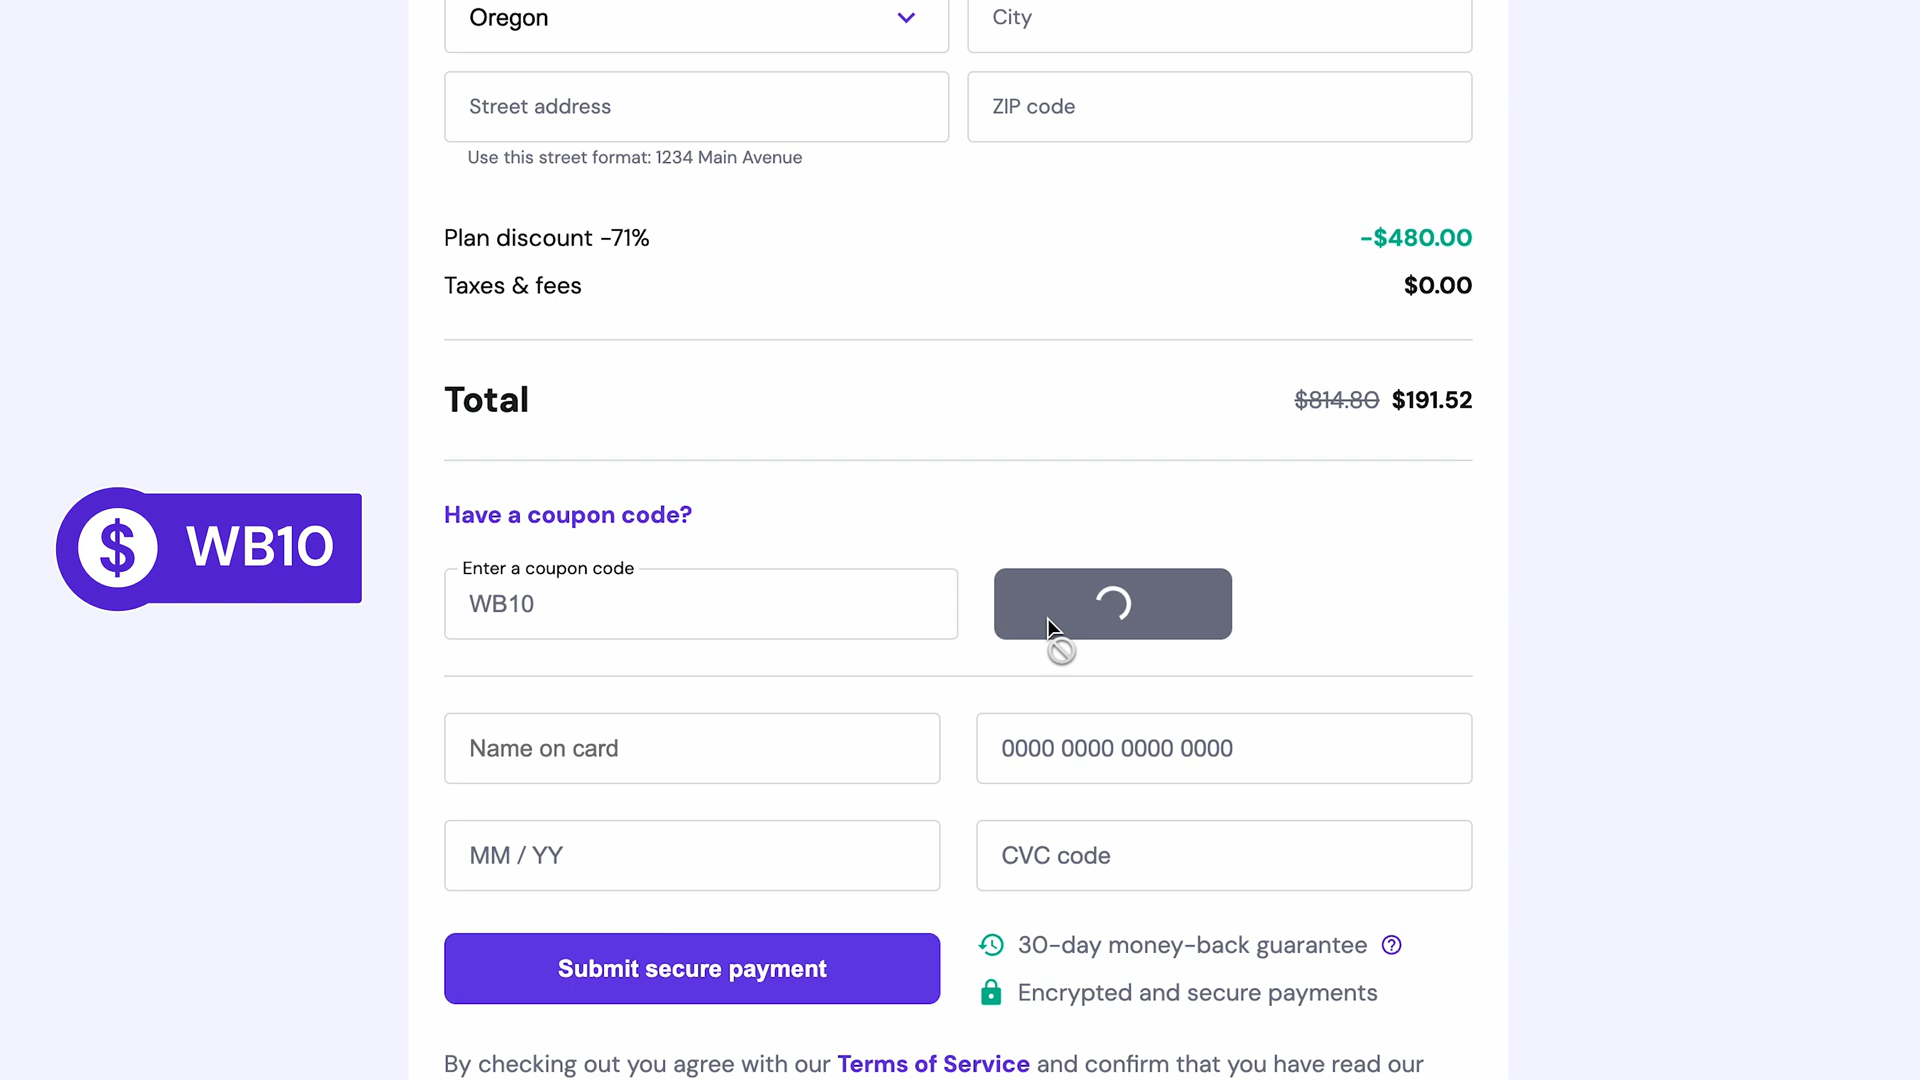 Oregon
City
Street address
ZIP code
Use this street format: 1234 Main Avenue
Plan discount -71%
-$480.00
Taxes & fees
$0.00
Total
$814.80 $191.52
$ WB10
Have a coupon code?
Enter a coupon code
WB10
Name on card
0000 0000 0000 0000
MM / YY
CVC code
Submit secure payment
30-day money-back guarantee
Encrypted and secure payments
By checking out you agree with our Terms of Service and confirm that you have read our